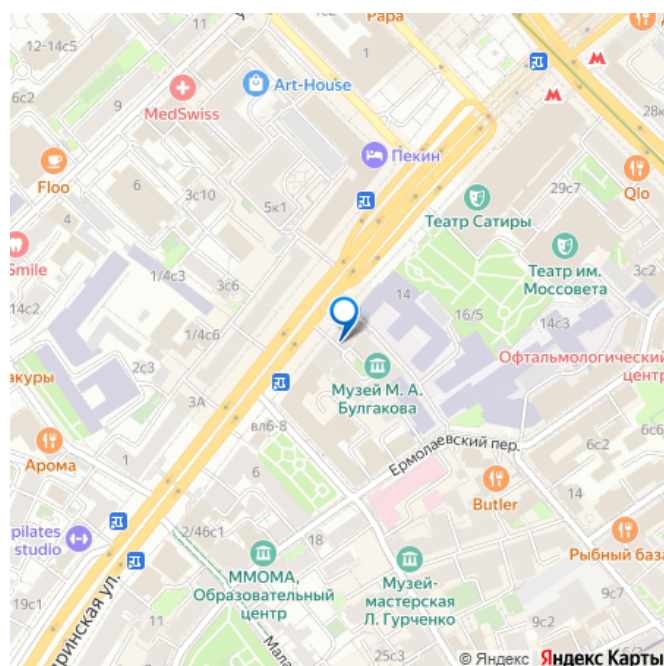 11
Papa
12-14с5
1
6с2
9
MedSwiss
Art-House
28к
Floo
Пекин
6
3с10
5к1
29с7
Qlo
4
Театр Сатиры
Smile
1/4с3
3с6
3с2
Театр им.
Моссовета
14с2
14
16/5
14с3
1/4с6
Офтальмологический
центр
2с3
Музей М. А.
Булгакова
3А
вл6-8
Ермолаевский пер.
6с6
6с2
Арома
1
6
Butler
14
pilates
studio
2/46с1
18
Рыбный база
ММОМА,
Образовательный
центр
Музей-
мастерская
Л. Гурченко
19с1
9с2
9с7
6с2
25с3
© Яндекс Яндекс Карты